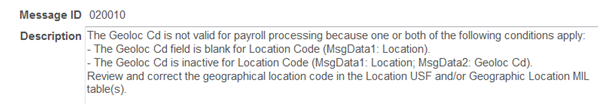 Message ID 020010
Description The Geoloc Cd is not valid for payroll processing because one or both of the following conditions apply:
- The Geoloc Cd field is blank for Location Code (MsgData1: Location).
- The Geoloc Cd is inactive for Location Code (MsgData1: Location; MsgData2: Geoloc Cd).
Review and correct the geographical location code in the Location USF and/or Geographic Location MIL
table(s).